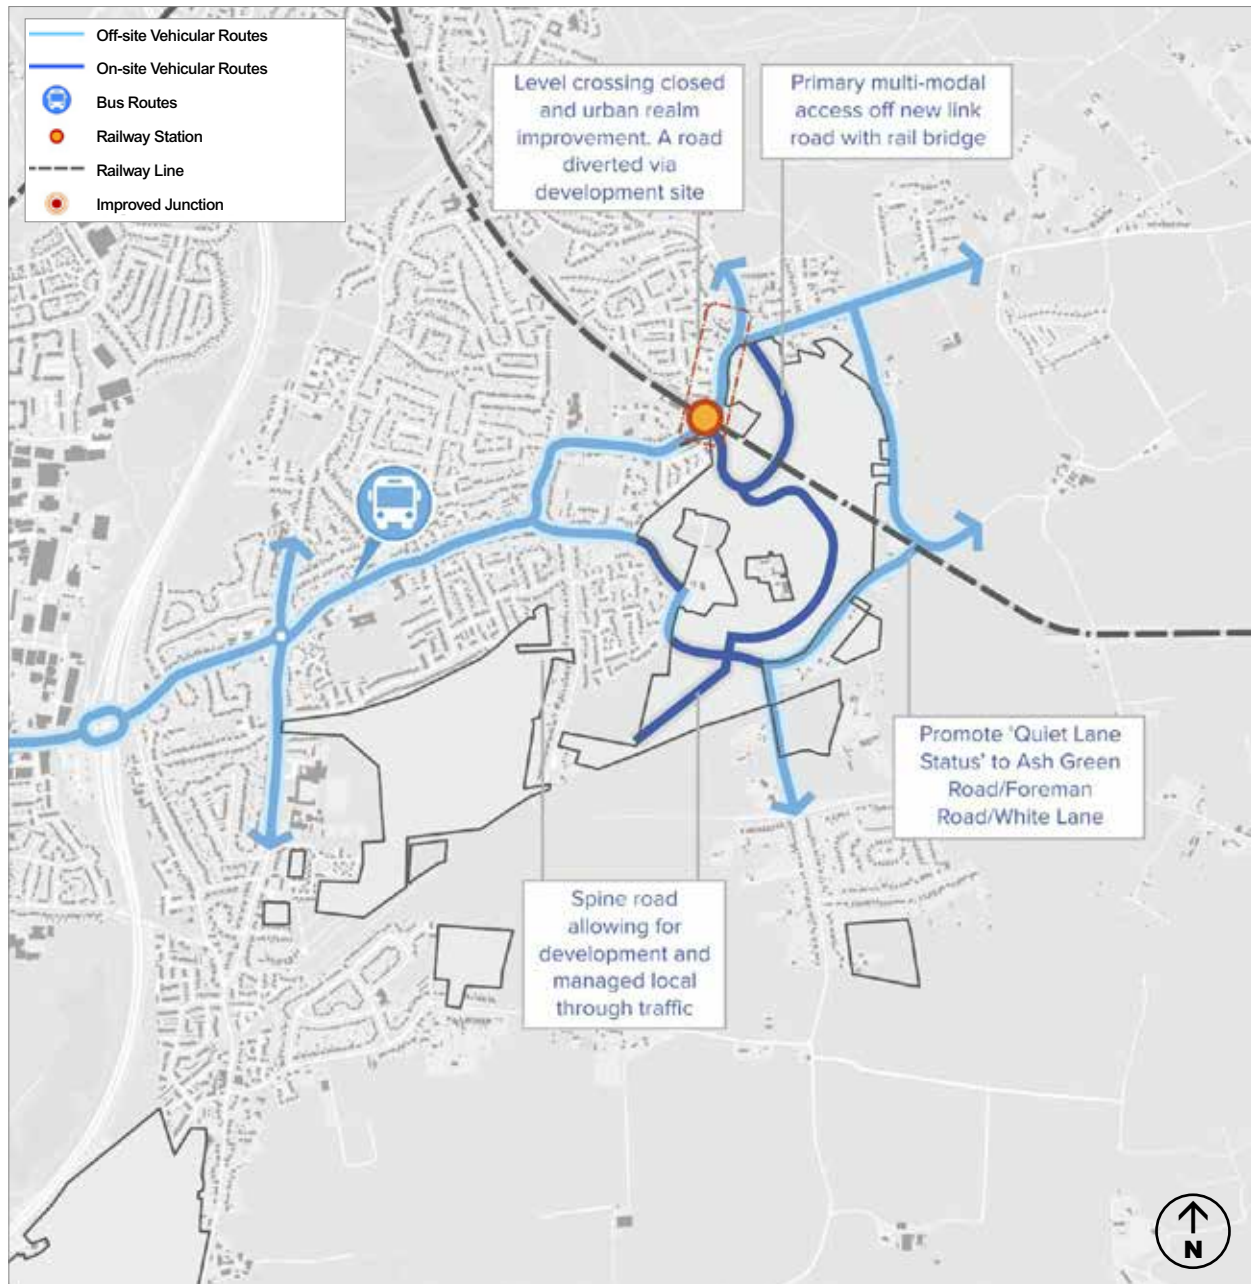 Off-site Vehicular Routes
On-site Vehicular Routes
Bus Routes
Railway Station
Railway Line
Improved Junction
Level crossing closed
and urban realm
improvement. A road
diverted via
development site
Primary multi-modal
access off new link
road with rail bridge
Promote 'Quiet Lane
Status' to Ash Green
Road/Foreman
Road/White Lane
Spine road
allowing for
development and
managed local
through traffic
N